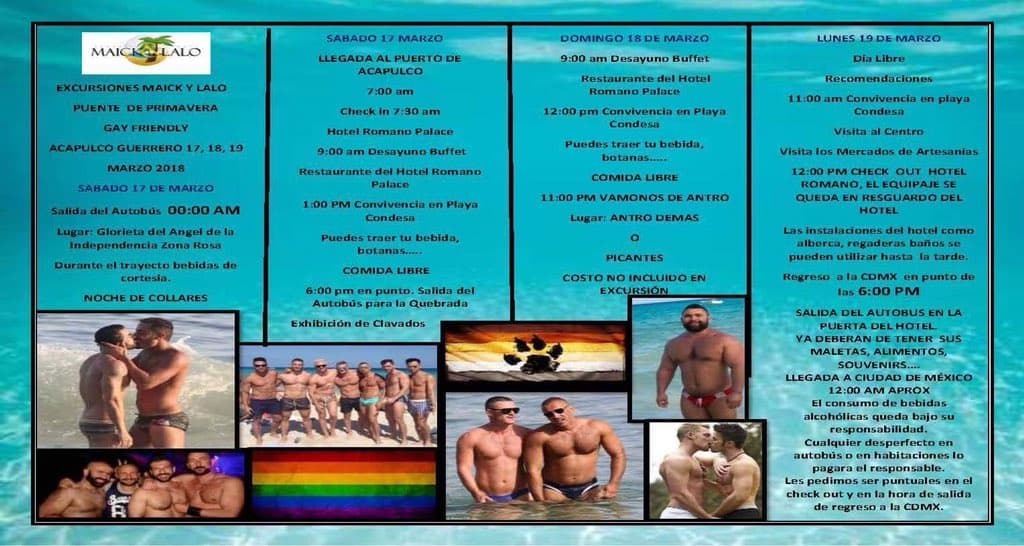 MAICK Y LALO
EXCURSIONES MAICK Y LALO
PUENTE DE PRIMAVERA
GAY FRIENDLY
ACAPULCO GUERRERO 17, 18, 19
MARZO 2018
SABADO 17 DE MARZO
Salida del Autobús 00:00 AM
Lugar: Glorieta del Angel de la
Independencia Zona Rosa
Durante el trayecto bebidas de
cortesia.
NOCHE DE COLLARES
SABADO 17 MARZO
LLEGADA AL PUERTO DE
ACAPULCO
7:00 am
Check in 7:30 am
Hotel Romano Palace
9:00 am Desayuno Buffet
Restaurante del Hotel Romano
Palace
1:00 PM Convivencia en Playa
Condesa
Puedes traer tu bebida,
botanas.....
COMIDA LIBRE
6:00 pm en punto. Salida del
Autobús para la Quebrada
Exhibición de Clavados
DOMINGO 18 DE MARZO
9:00 am Desayuno Buffet
Restaurante del Hotel
Romano Palace
12:00 pm Convivencia en Playa
Condesa
Puedes traer tu bebida,
botanas.....
COMIDA LIBRE
11:00 PM VAMONOS DE ANTRO
Lugar: ANTRO DEMAS
O
PICANTES
COSTO NO INCLUIDO EN
EXCURSIÓN
LUNES 19 DE MARZO
Día Libre
Recomendaciones
11:00 am Convivencia en playa
Condesa
Visita al Centro
Visita los Mercados de Artesanías
12:00 PM CHECK OUT HOTEL
ROMANO, EL EQUIPAJE SE
QUEDA EN RESGUARDO DEL
HOTEL
Las instalaciones del hotel como
alberca, regaderas baños se
pueden utilizar hasta la tarde.
Regreso a la CDMX en punto de
las 6:00 PM
SALIDA DEL AUTOBUS EN LA
PUERTA DEL HOTEL.
YA DEBERAN DE TENER SUS
MALETAS, ALIMENTOS,
SOUVENIRS....
LLEGADA A CIUDAD DE MÉXICO
12:00 AM APROX
El consumo de bebidas
alcohólicas queda bajo su
responsabilidad.
Cualquier desperfecto en
autobús o en habitaciones lo
pagara el responsable.
Les pedimos ser puntuales en el
check out y en la hora de salida
de regreso a la CDMX.